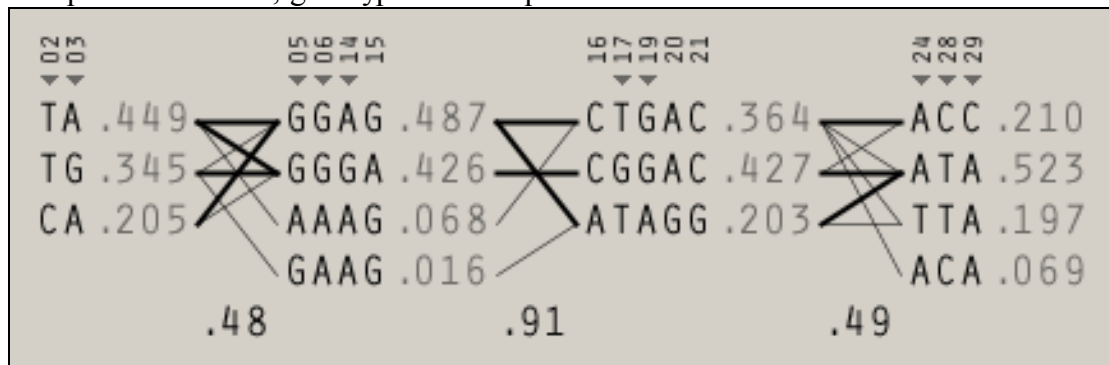 02 03 05 06 14 15 16 17 19 20 21 24 28 29
TA .449 GGAG .487 CTGAC .364 ACC .210
TG .345 GGGA .426 CGGAC .427 ATA .523
CA .205 AAAG .068 ATAGG .203 TTA .197
GAAG .016 ACA .069
.48 .91 .49